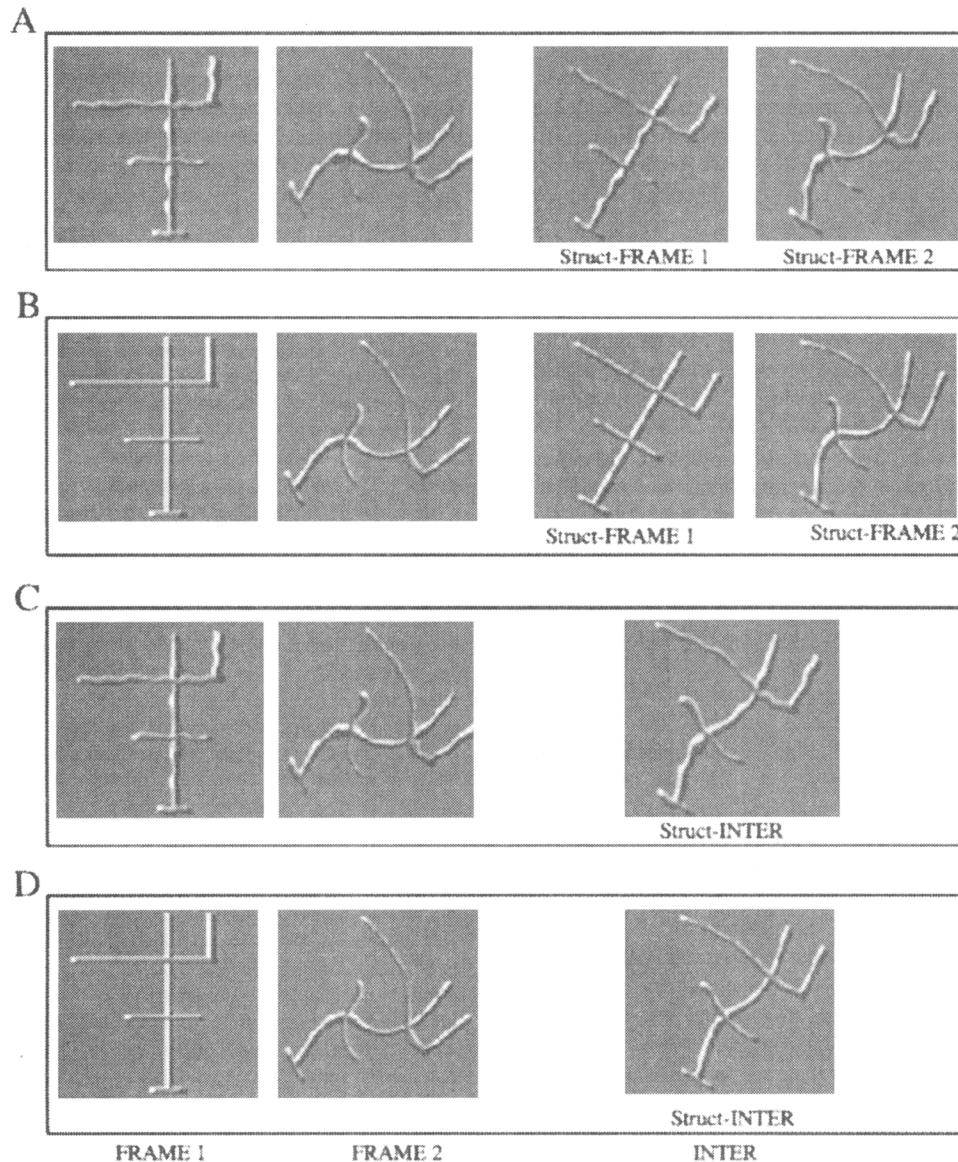 A
Struct-FRAME 1 Struct-FRAME 2
B
Struct-FRAME 1 Struct-FRAME 2
C
Struct-INTER
D
Struct-INTER
FRAME 1 FRAME 2 INTER